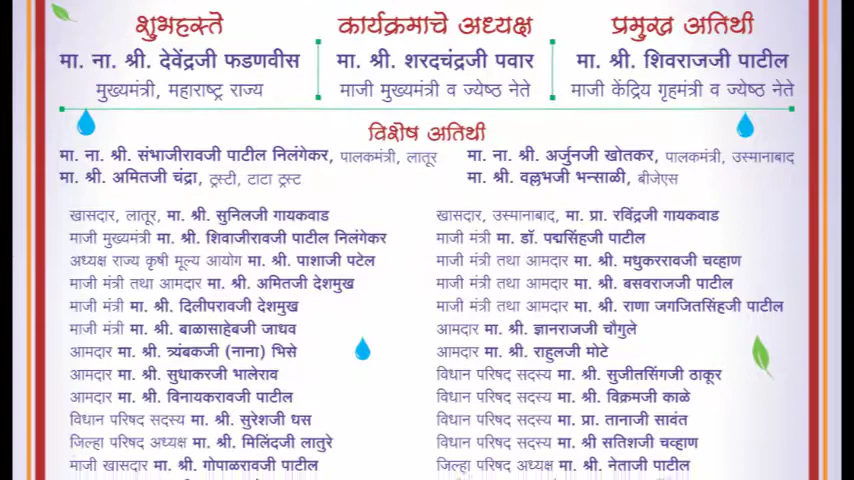 शुभहस्ते
मा. ना. श्री. देवेंद्रजी फडणवीस
मुख्यमंत्री, महाराष्ट्र राज्य
कार्यक्रमाचे अध्यक्ष
मा. श्री. शरदचंद्रजी पवार
माजी मुख्यमंत्री व ज्येष्ठ नेते
प्रमुख अतिथी
मा. श्री. शिवराजजी पाटील
माजी केंद्रिय गृहमंत्री व ज्येष्ठ नेते
विशेष अतिथी
मा. ना. श्री. संभाजीरावजी पाटील निलंगेकर, पालकमंत्री, लातूर
मा. ना. श्री. अर्जुनजी खोतकर, पालकमंत्री, उस्मानाबाद
मा. श्री. अमितजी चंद्रा, ट्रस्टी, टाटा ट्रस्ट
मा. श्री. वल्लभजी भन्साळी, बीजेएस
खासदार, लातूर, मा. श्री. सुनिलजी गायकवाड
माजी मुख्यमंत्री मा. श्री. शिवाजीरावजी पाटील निलंगेकर
अध्यक्ष राज्य कृषी मूल्य आयोग मा. श्री. पाशाजी पटेल
माजी मंत्री तथा आमदार मा. श्री. अमितजी देशमुख
माजी मंत्री मा. श्री. दिलीपरावजी देशमुख
माजी मंत्री मा. श्री. बाळासाहेबजी जाधव
आमदार मा. श्री. त्र्यंबकजी (नाना) भिसे
आमदार मा. श्री. सुधाकरजी भालेराव
आमदार मा. श्री. विनायकरावजी पाटील
विधान परिषद सदस्य मा. श्री. सुरेशजी धस
जिल्हा परिषद अध्यक्ष मा. श्री. मिलिंदजी लातुरे
माजी खासदार मा. श्री. गोपाळरावजी पाटील
खासदार, उस्मानाबाद, मा. प्रा. रविंद्रजी गायकवाड
माजी मंत्री मा. डॉ. पद्मसिंहजी पाटील
माजी मंत्री तथा आमदार मा. श्री. मधुकररावजी चव्हाण
माजी मंत्री तथा आमदार मा. श्री. बसवराजजी पाटील
माजी मंत्री तथा आमदार मा. श्री. राणा जगजितसिंहजी पाटील
आमदार मा. श्री. ज्ञानराजजी चौगुले
आमदार मा. श्री. राहुलजी मोटे
विधान परिषद सदस्य मा. श्री. सुजीतसिंगजी ठाकूर
विधान परिषद सदस्य मा. श्री. विक्रमजी काळे
विधान परिषद सदस्य मा. प्रा. तानाजी सावंत
विधान परिषद सदस्य मा. श्री सतिशजी चव्हाण
जिल्हा परिषद अध्यक्ष मा. श्री. नेताजी पाटील